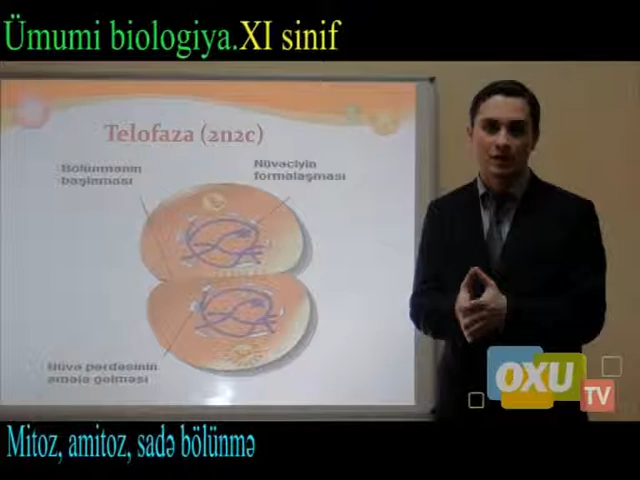 Ümumi biologiya.XI sinif
Telofaza (2n2c)
Bölünmənin
başlnması
Nüvəciyin
formalaşması
Nüvə pərdəsinin
əmələ gəlməsi
OXU
TV
Mitoz, amitoz, sadə bölünmə